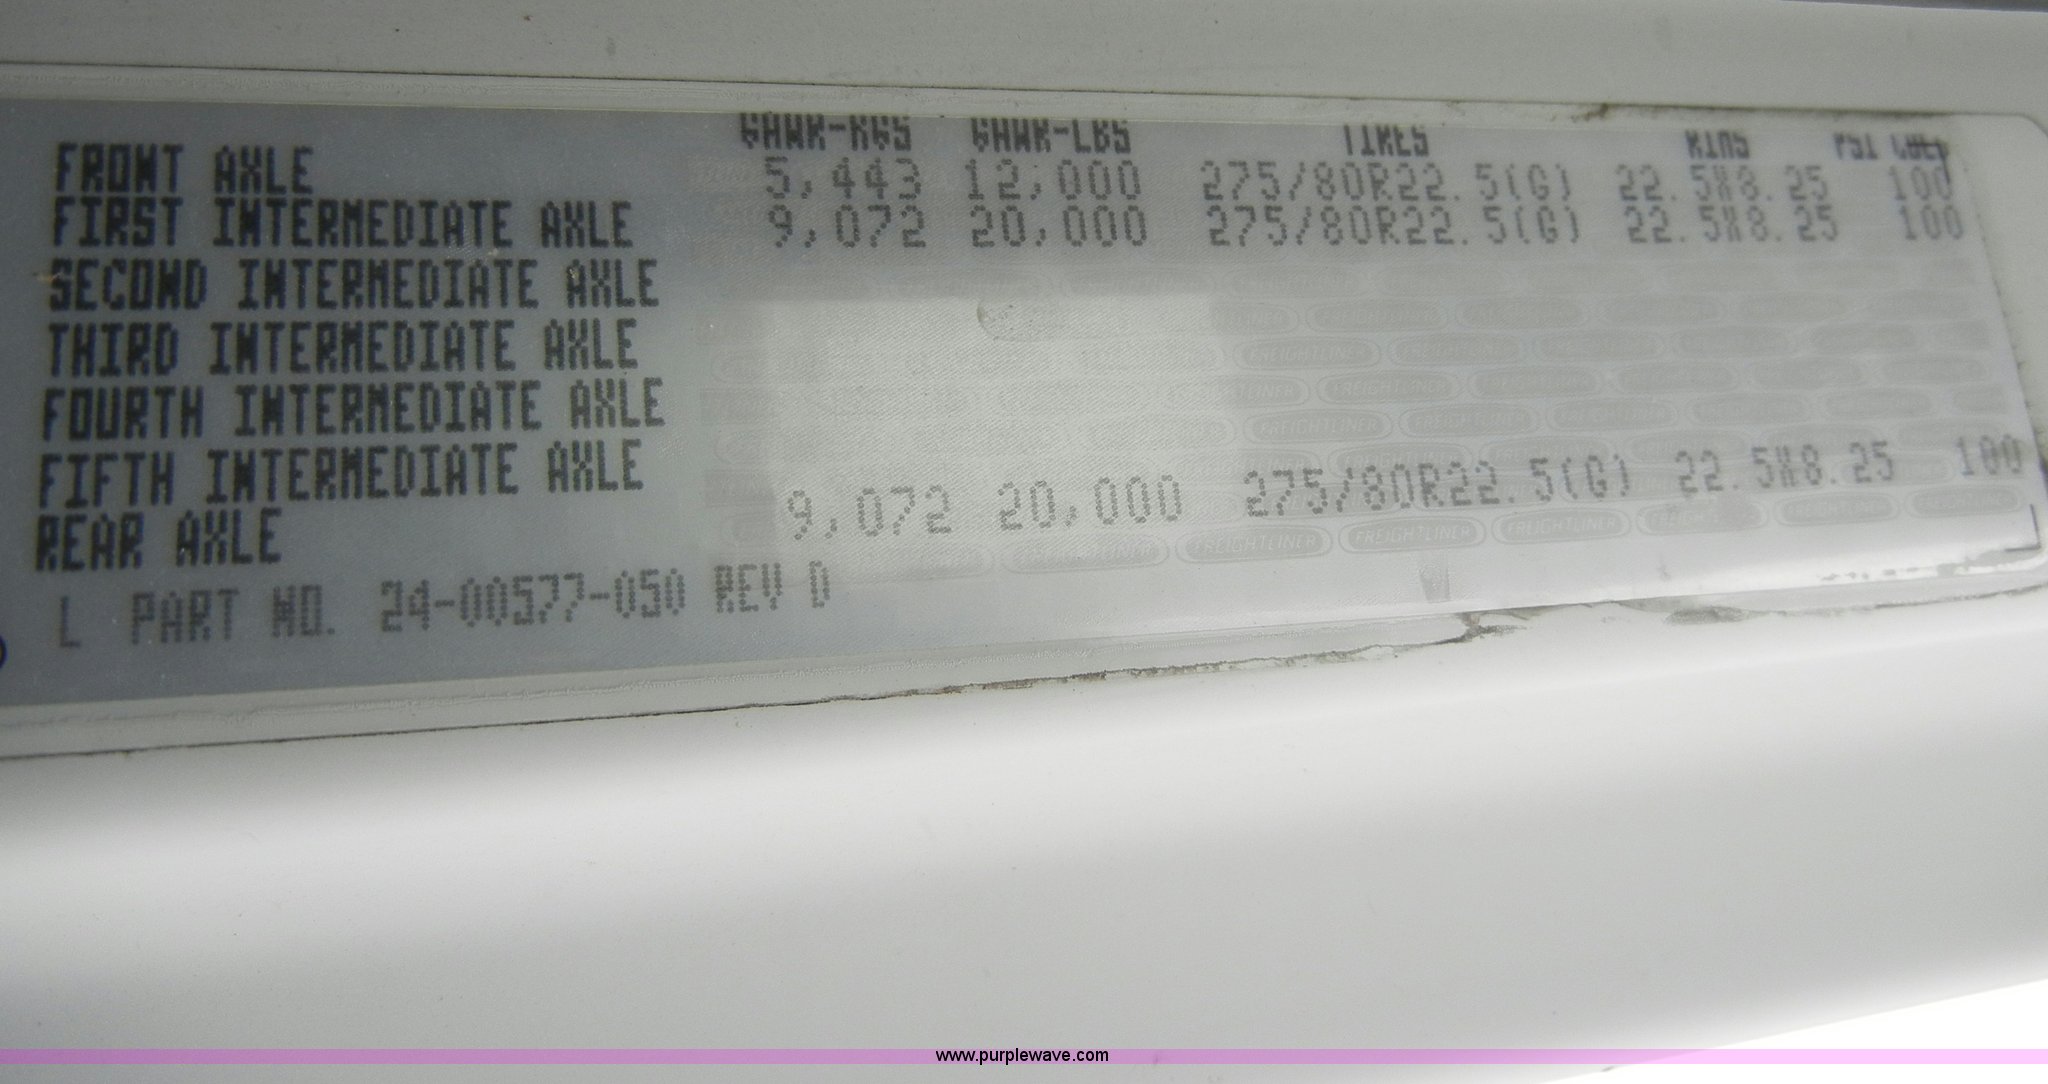 GAWR-KGS GAWR-LBS TIRES RIMS PSI COLD
FRONT AXLE 5,443 12,000 275/80R22.5(G) 22.5X8.25 100
FIRST INTERMEDIATE AXLE 9,072 20,000 275/80R22.5(G) 22.5X8.25 100
SECOND INTERMEDIATE AXLE
THIRD INTERMEDIATE AXLE
FOURTH INTERMEDIATE AXLE
FIFTH INTERMEDIATE AXLE
REAR AXLE 9,072 20,000 275/80R22.5(G) 22.5X8.25 100
L PART NO. 24-00577-050 REV D
FREIGHTLINER
www.purplewave.com